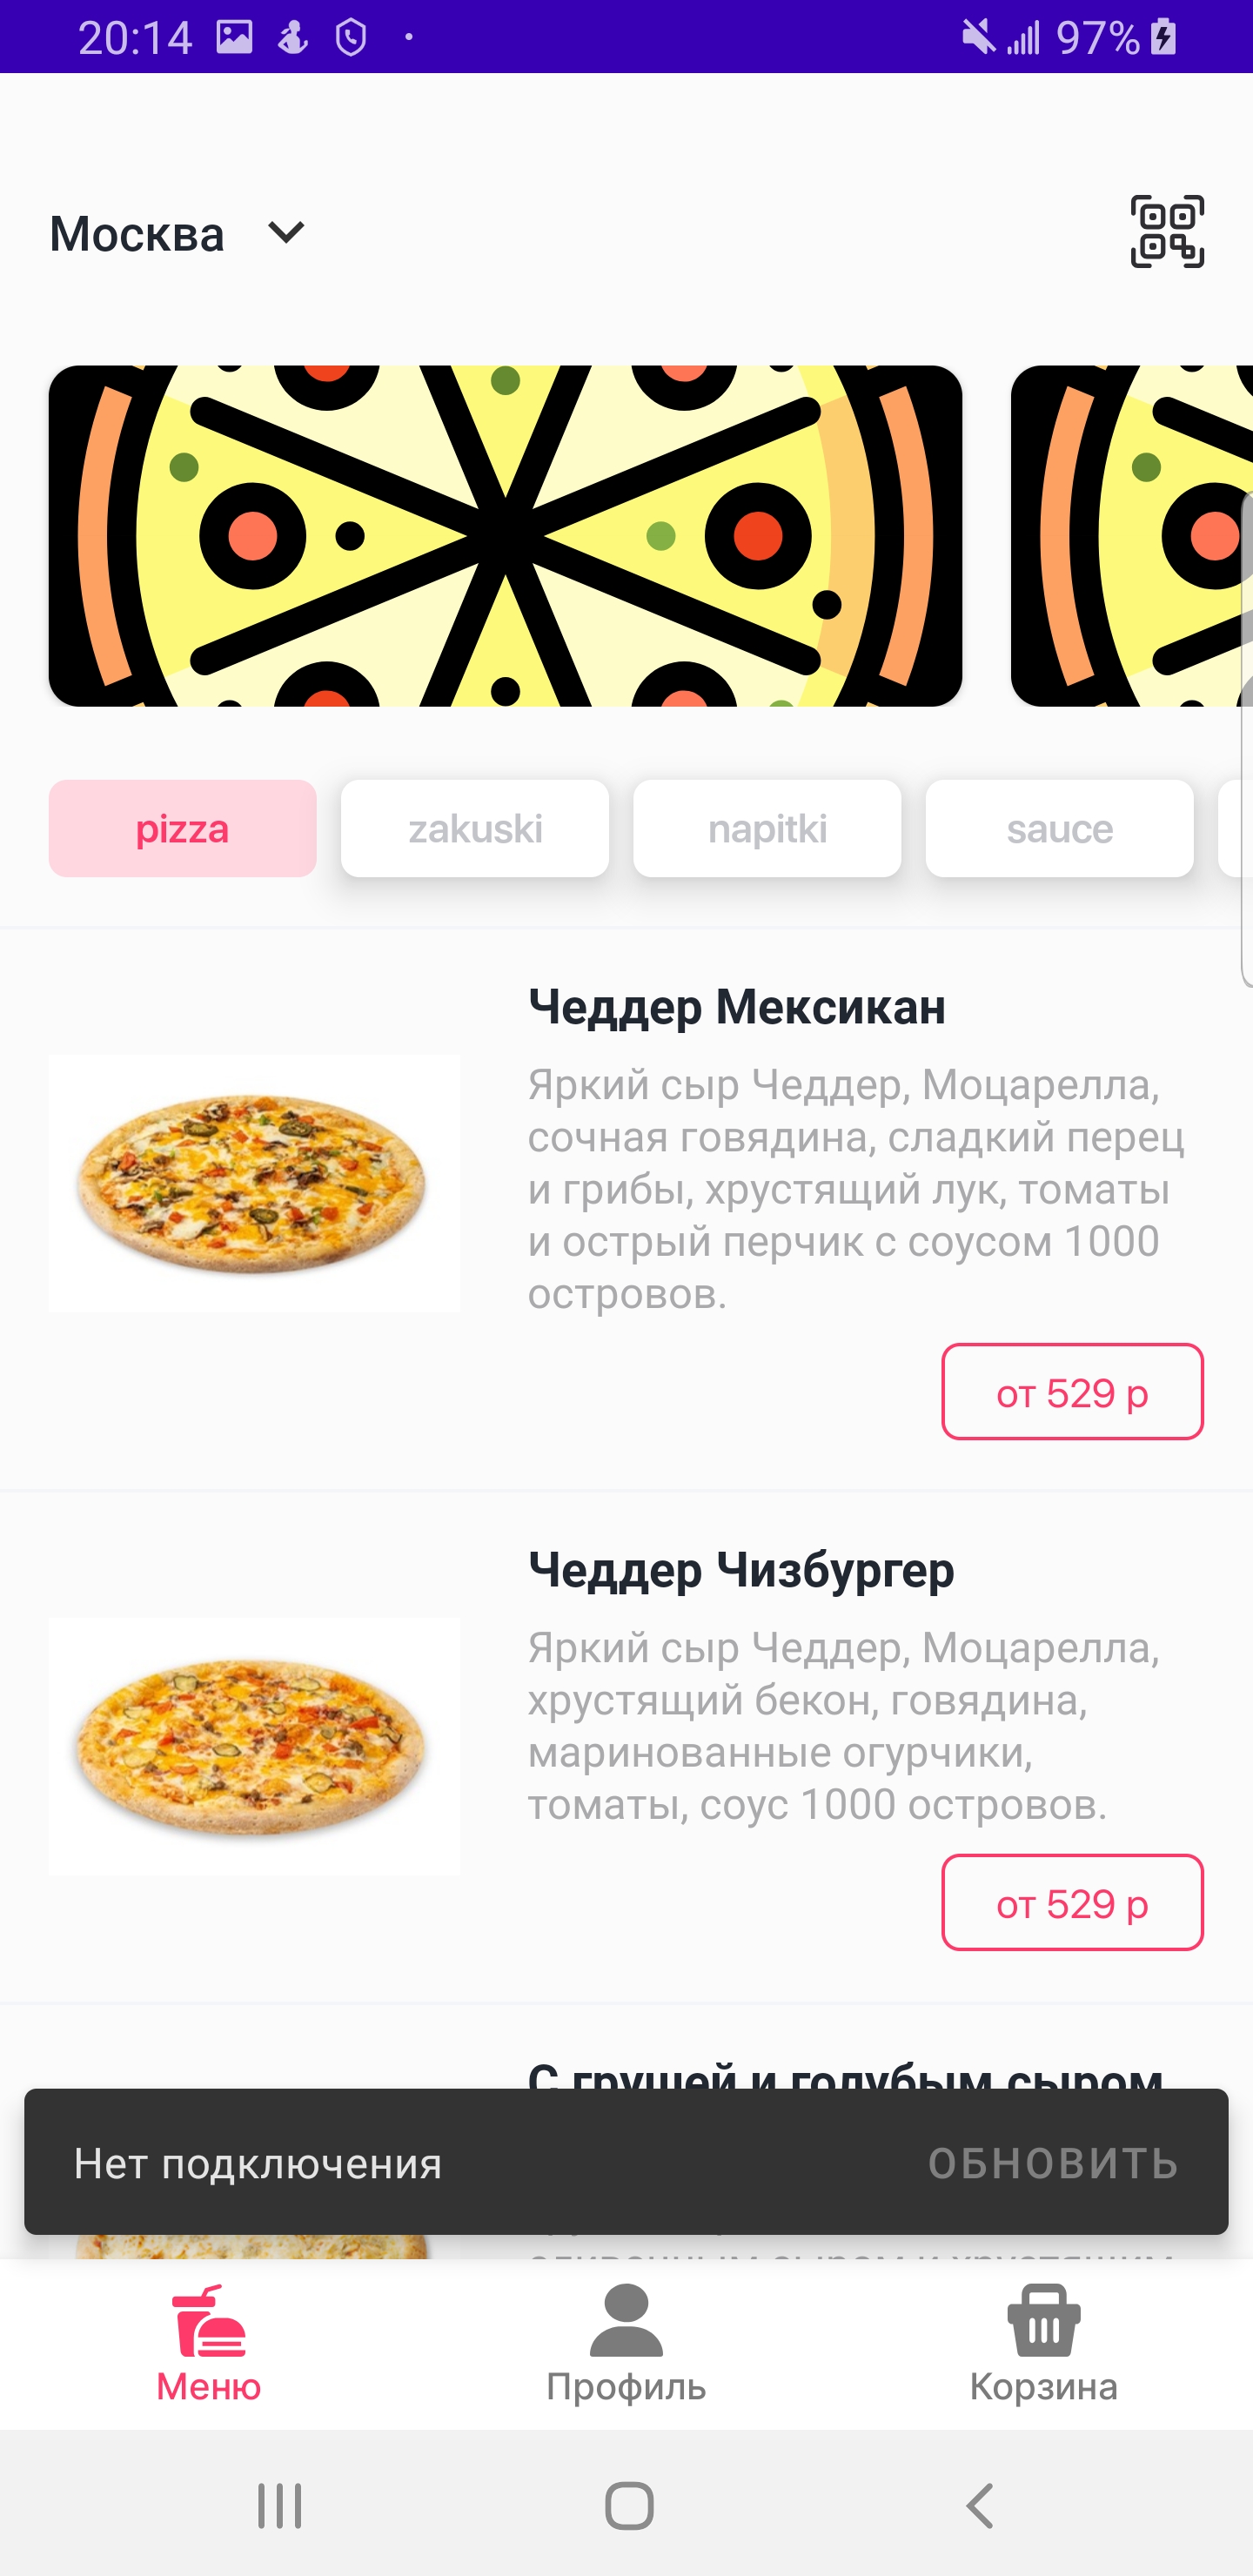 20:14
97%
Москва
pizza
zakuski
napitki
sauce
Чеддер Мексикан
Яркий сыр Чеддер, Моцарелла,
сочная говядина, сладкий перец
и грибы, хрустящий лук, томаты
и острый перчик с соусом 1000
островов.
от 529 р
Чеддер Чизбургер
Яркий сыр Чеддер, Моцарелла,
хрустящий бекон, говядина,
маринованные огурчики,
томаты, соус 1000 островов.
от 529 р
С грушей и голубым сыром
Нет подключения
ОБНОВИТЬ
Меню
Профиль
Корзина